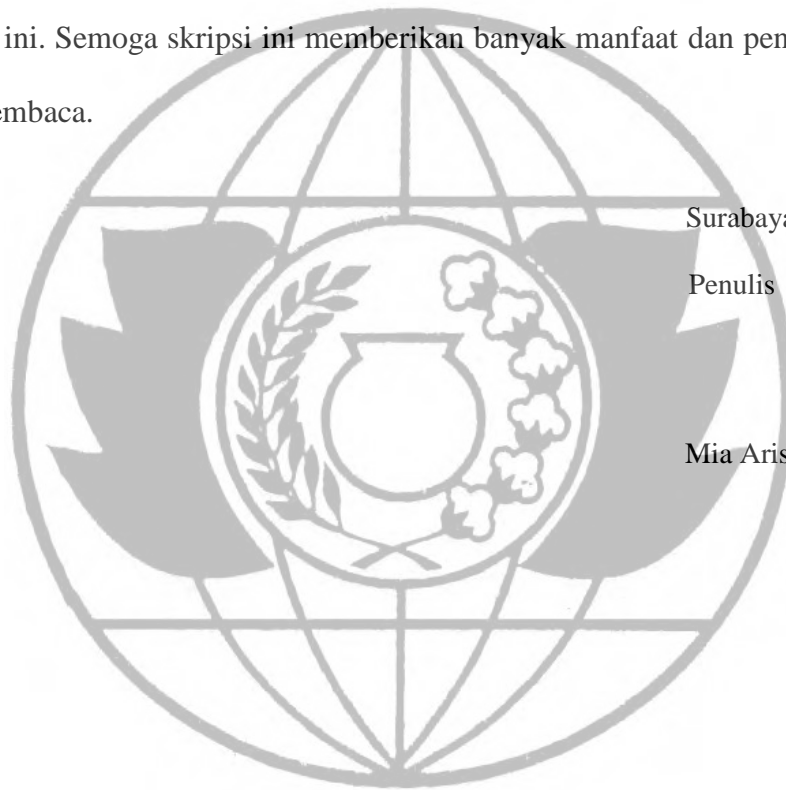 ini. Semoga skripsi ini memberikan banyak manfaat dan pen
embaca.
Surabaya
Penulis
Mia Aris